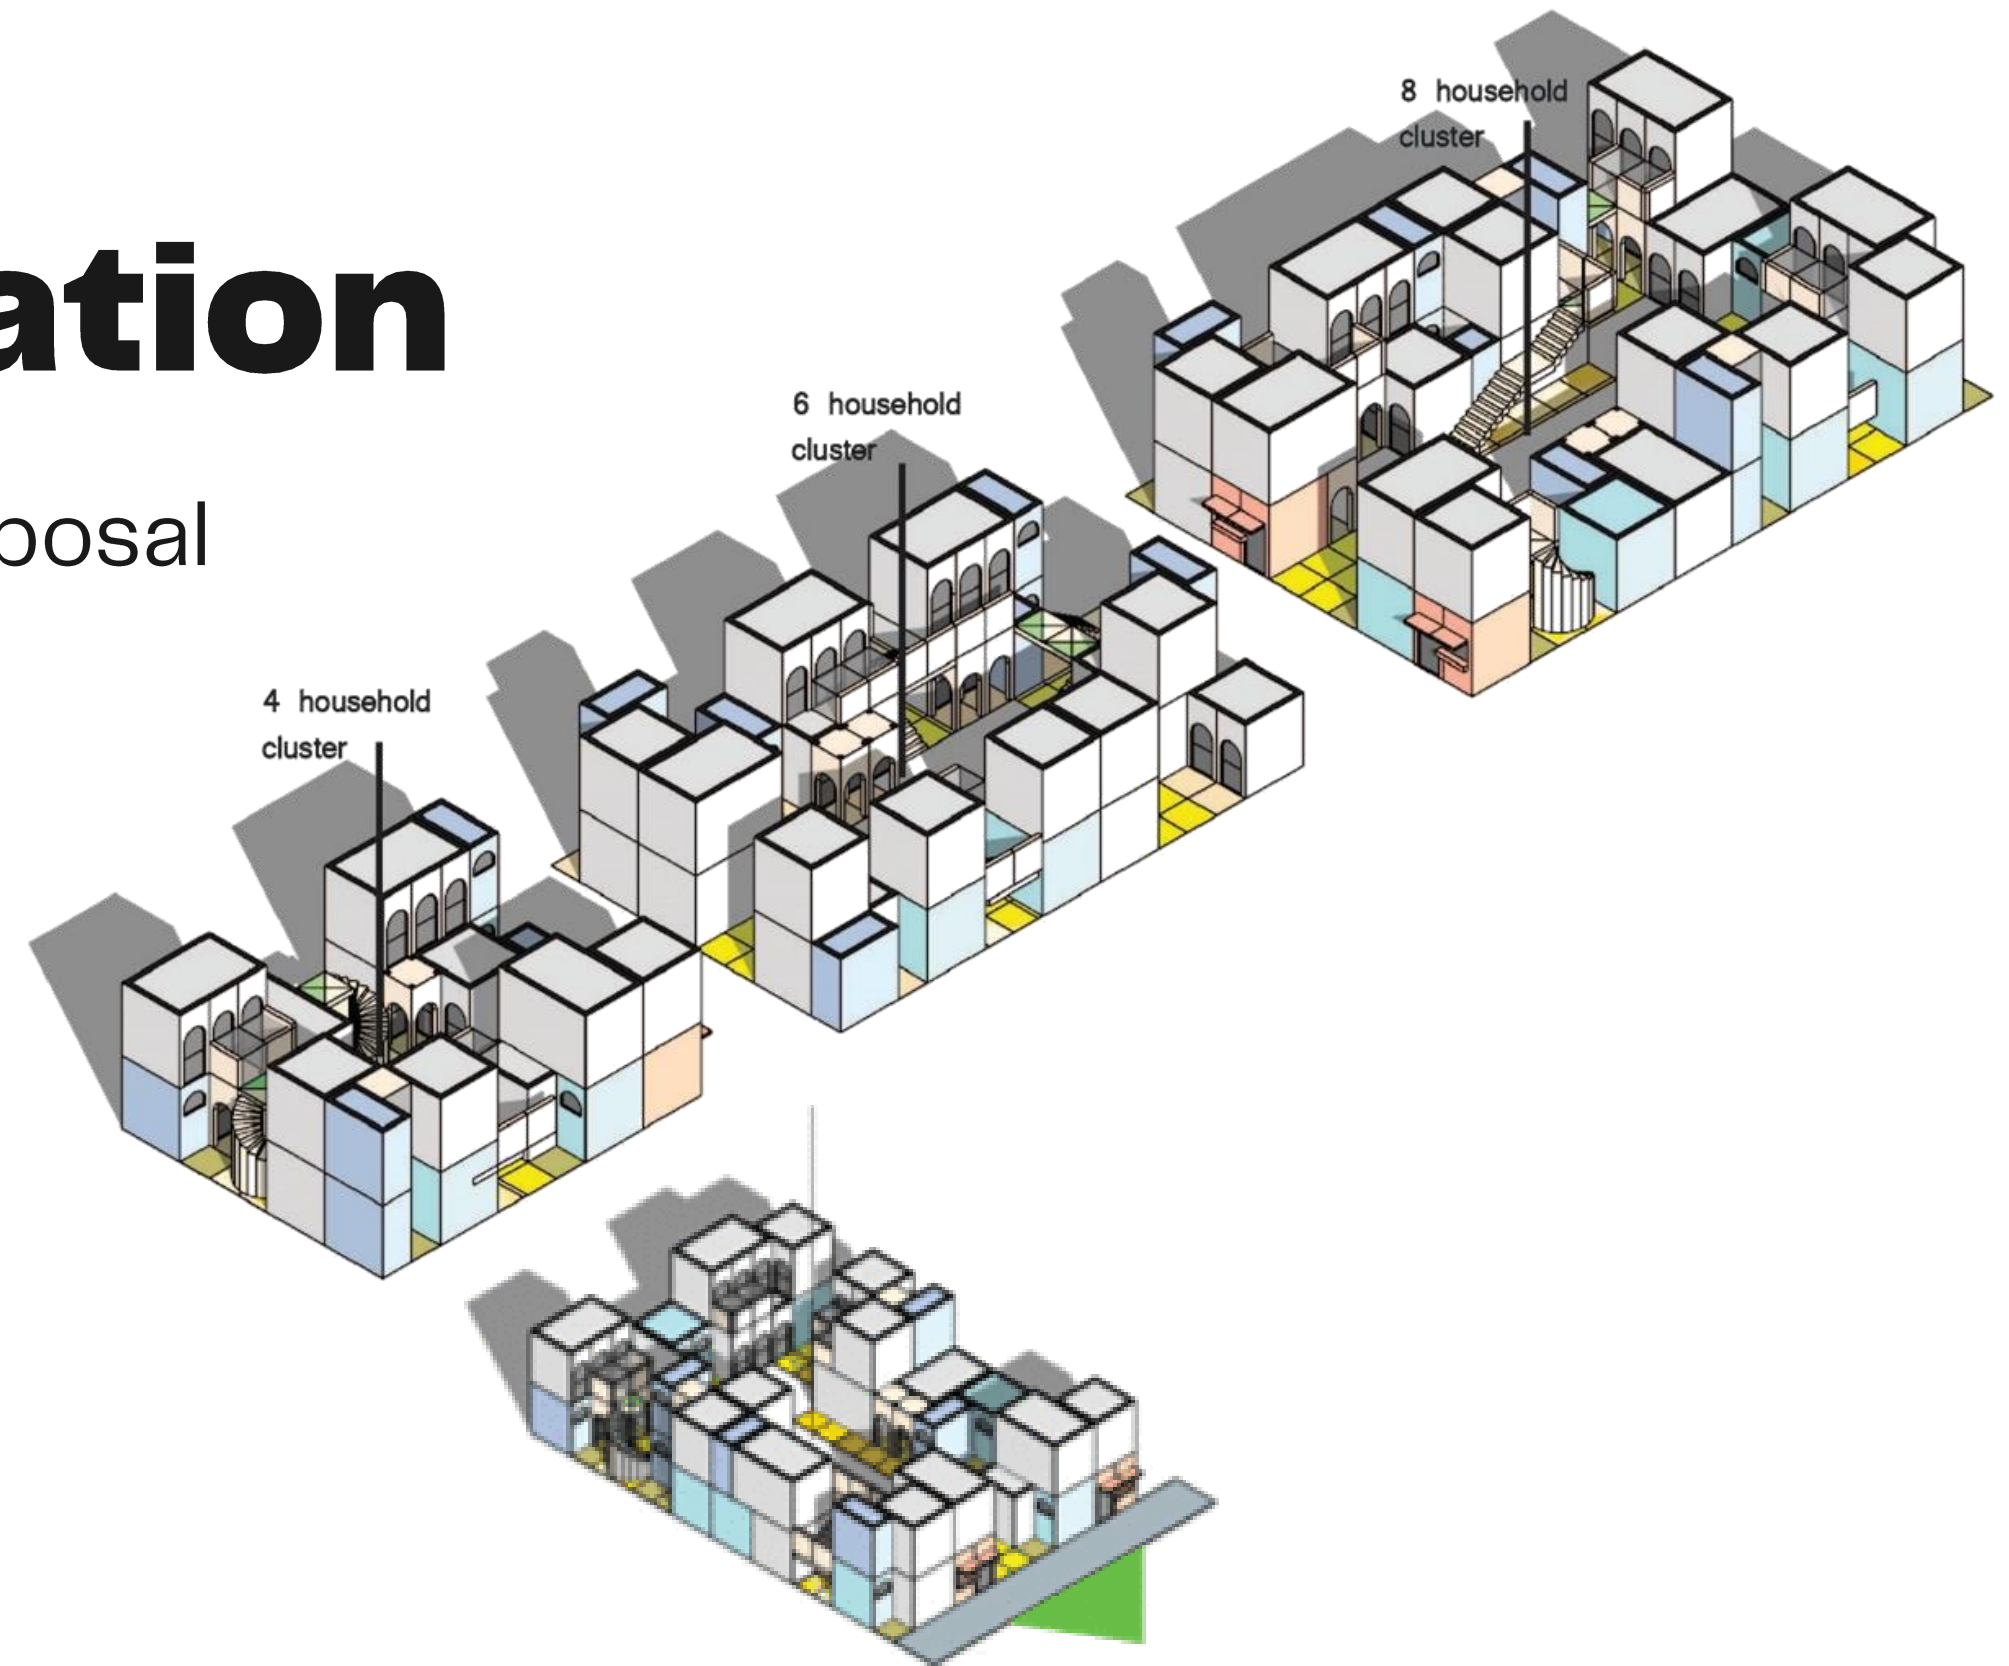 8 household
cluster
ation
6 household
cluster
posal
4 household
cluster